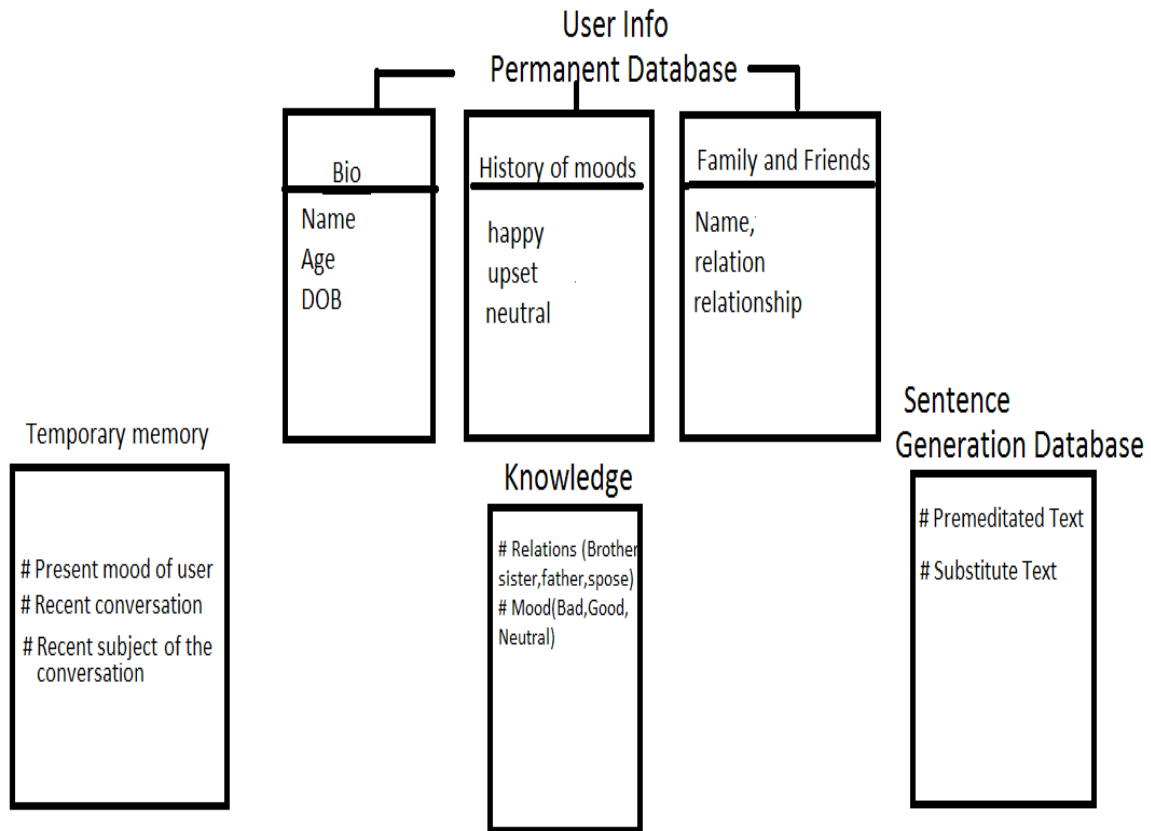 User Info
Permanent Database
Bio
Name
Age
DOB
History of moods
happy
upset
neutral
Family and Friends
Name,
relation
relationship
Temporary memory
# Present mood of user
# Recent conversation
# Recent subject of the
conversation
Knowledge
# Relations (Brother
sister,father,spose)
# Mood(Bad,Good,
Neutral)
Sentence
Generation Database
# Premeditated Text
# Substitute Text